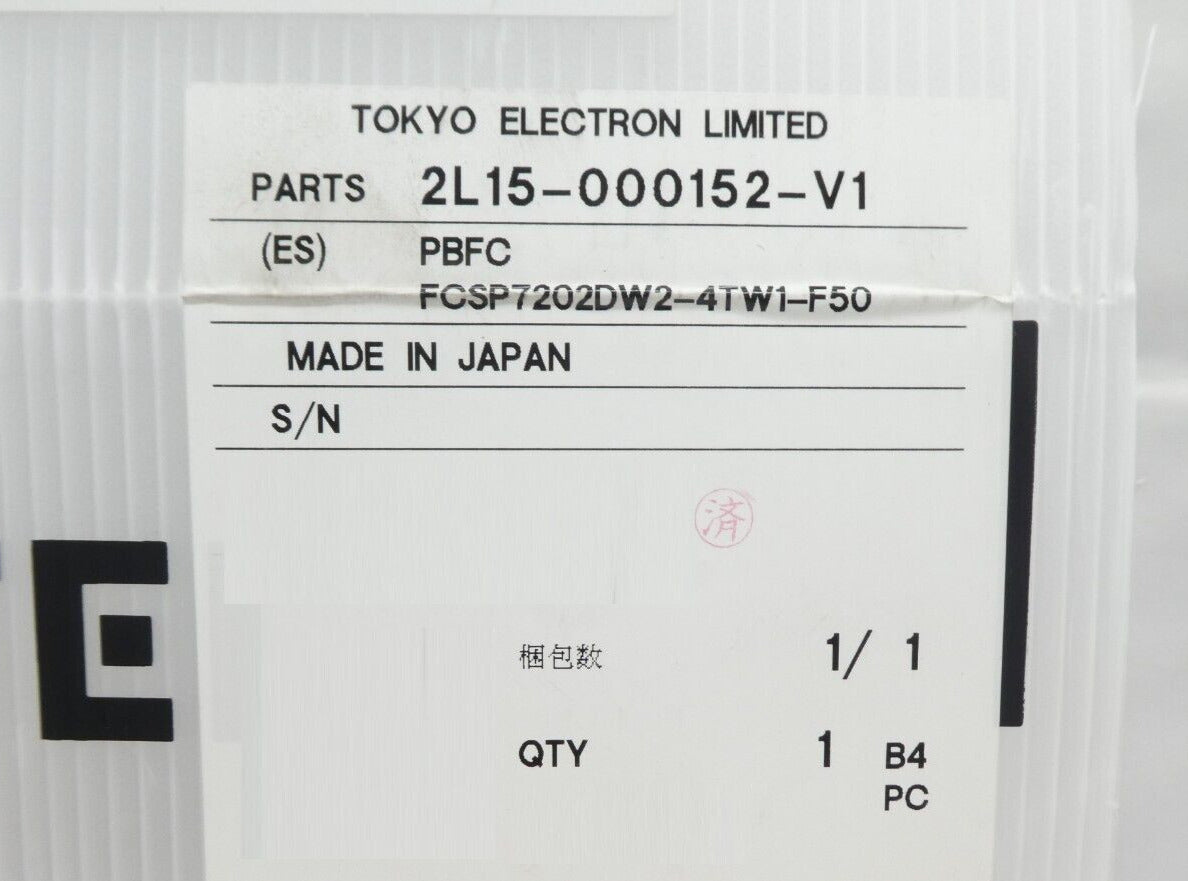 TOKYO ELECTRON LIMITED
PARTS 2L15-000152-V1
(ES) PBFC
FCSP7202DW2-4TW1-F50
MADE IN JAPAN
S/N
済
梱包数 1/ 1
QTY 1 B4
PC